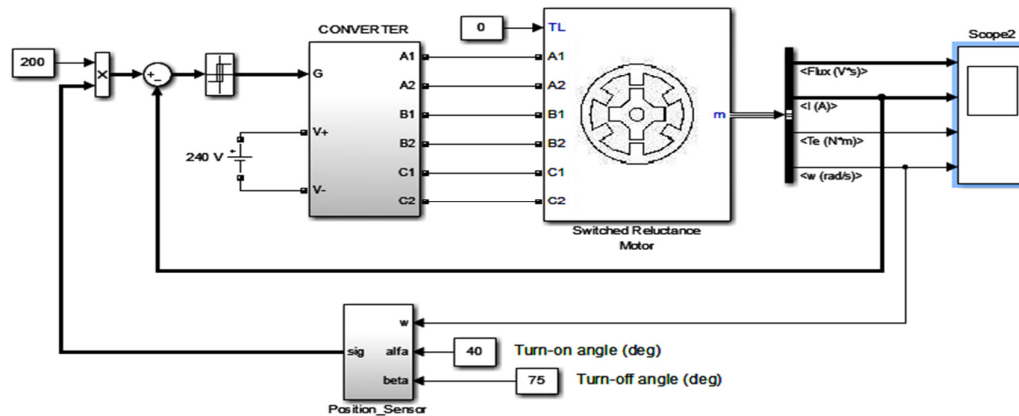 CONVERTER
0
TL
Scope2
200
×
+
−
G
A1
A1
A2
A2
B1
B1
B2
B2
C1
C1
C2
C2
V+
V-
240 V
+
m
<Flux (V*s)>
<I (A)>
<Te (N*m)>
<w (rad/s)>
Switched Reluctance
Motor
w
sig
alfa
beta
40
Turn-on angle (deg)
75
Turn-off angle (deg)
Position_Sensor